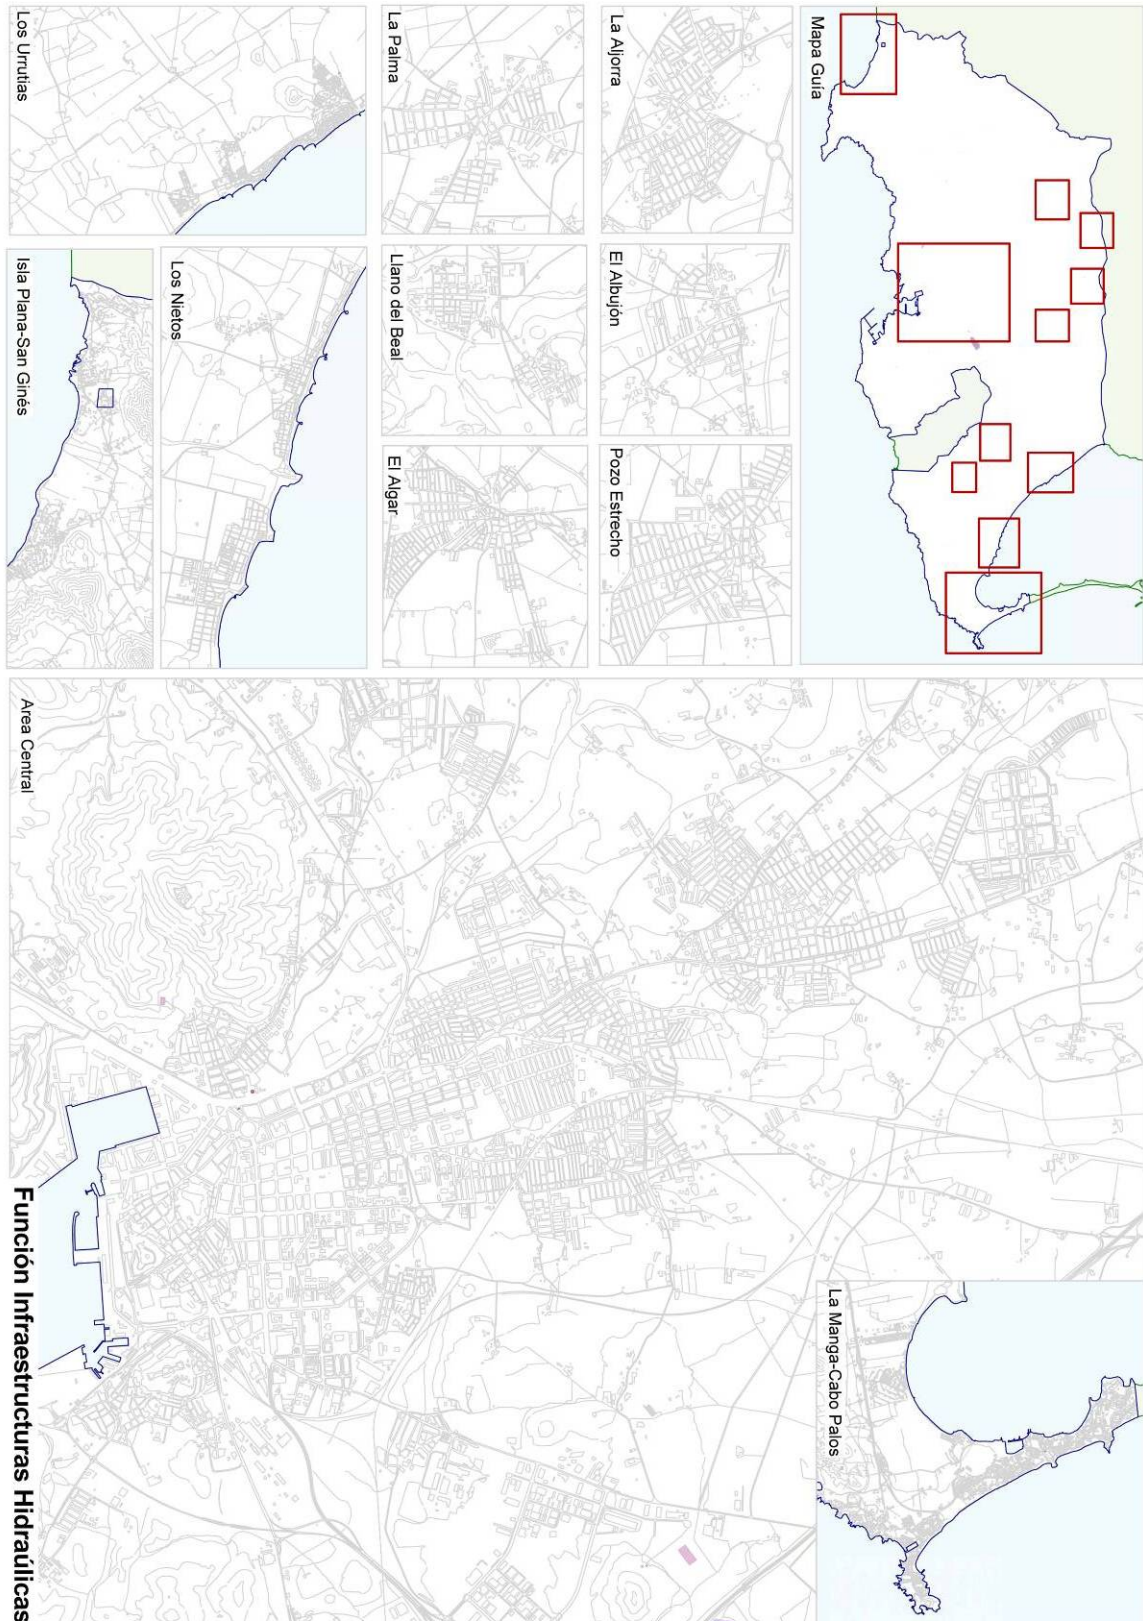 Mapa Guía
La Aljorra
La Palma
Los Urrutias
El Albujón
Llano del Beal
Los Nietos
Isla Plana-San Ginés
Pozo Estrecho
El Algar
Area Central
La Manga-Cabo Palos
Función Infraestructuras Hidraúlicas